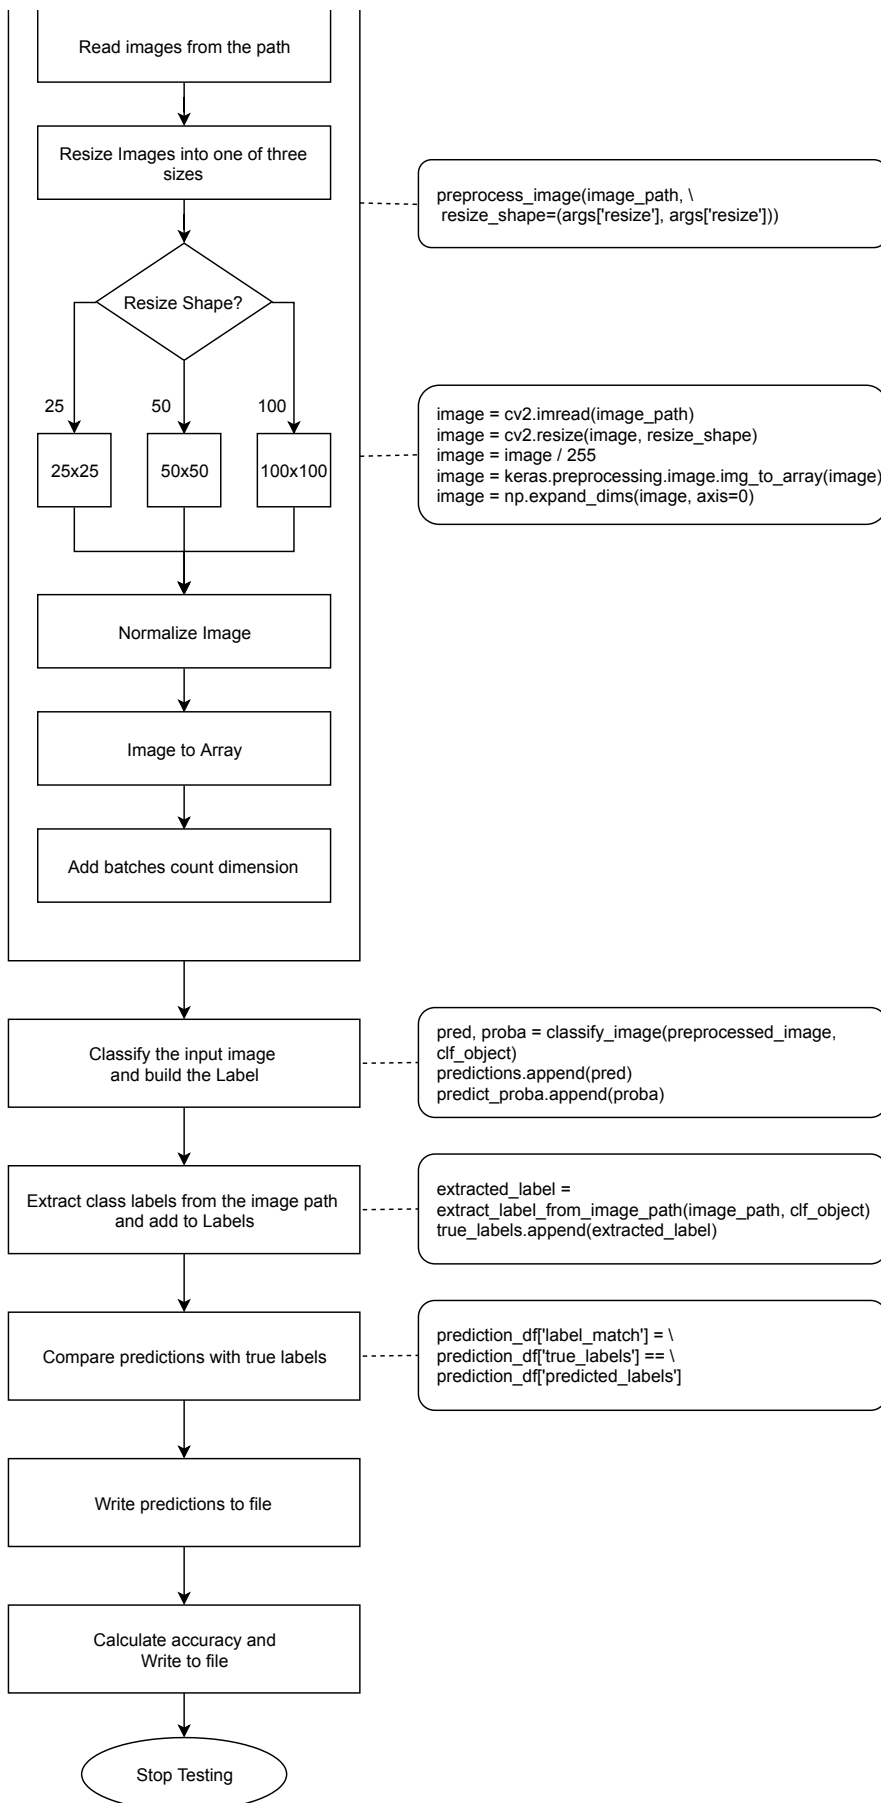 Read images from the path
Resize Images into one of three
sizes
preprocess_image(image_path, \
resize_shape=(args['resize'], args['resize']))
Resize Shape?
25
50
100
25x25
50x50
100x100
image = cv2.imread(image_path)
image = cv2.resize(image, resize_shape)
image = image / 255
image = keras.preprocessing.image.img_to_array(image)
image = np.expand_dims(image, axis=0)
Normalize Image
Image to Array
Add batches count dimension
Classify the input image
and build the Label
pred, proba = classify_image(preprocessed_image,
clf_object)
predictions.append(pred)
predict_proba.append(proba)
Extract class labels from the image path
and add to Labels
extracted_label =
extract_label_from_image_path(image_path, clf_object)
true_labels.append(extracted_label)
Compare predictions with true labels
prediction_df['label_match'] = \
prediction_df['true_labels'] == \
prediction_df['predicted_labels']
Write predictions to file
Calculate accuracy and
Write to file
Stop Testing